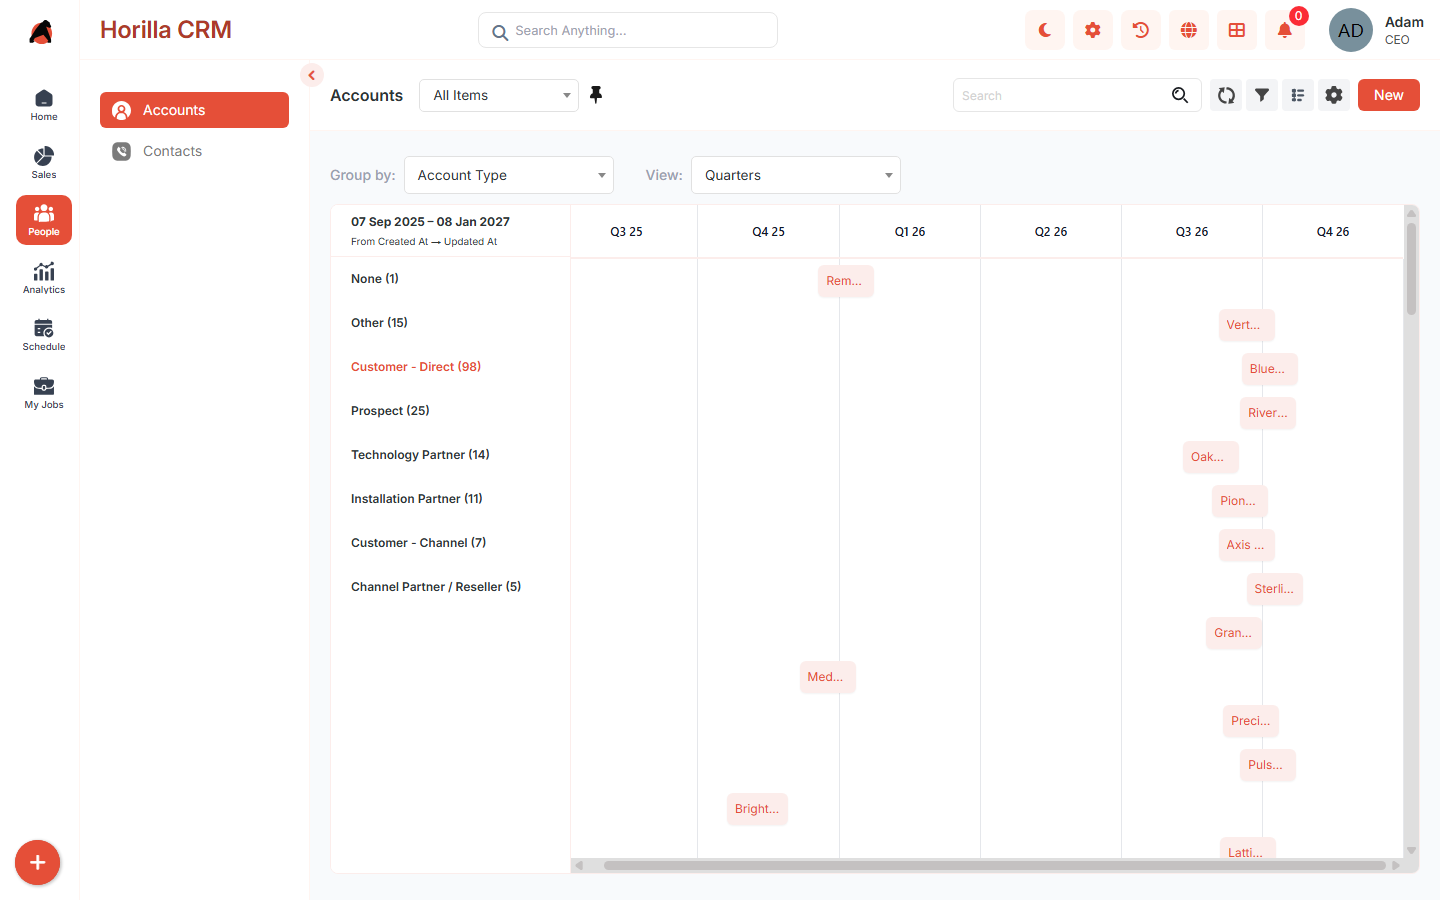 Horilla CRM
Search Anything...
0
AD
Adam
CEO
Home
Sales
People
Analytics
Schedule
My Jobs
Accounts
Contacts
Accounts
All Items
Search
New
Group by:
Account Type
View:
Quarters
07 Sep 2025 – 08 Jan 2027
From Created At → Updated At
Q3 25
Q4 25
Q1 26
Q2 26
Q3 26
Q4 26
None (1)
Rem...
Other (15)
Vert...
Customer - Direct (98)
Blue...
Prospect (25)
River...
Technology Partner (14)
Oak...
Installation Partner (11)
Pion...
Customer - Channel (7)
Axis ...
Channel Partner / Reseller (5)
Sterli...
Gran...
Med...
Preci...
Puls...
Bright...
Latti...